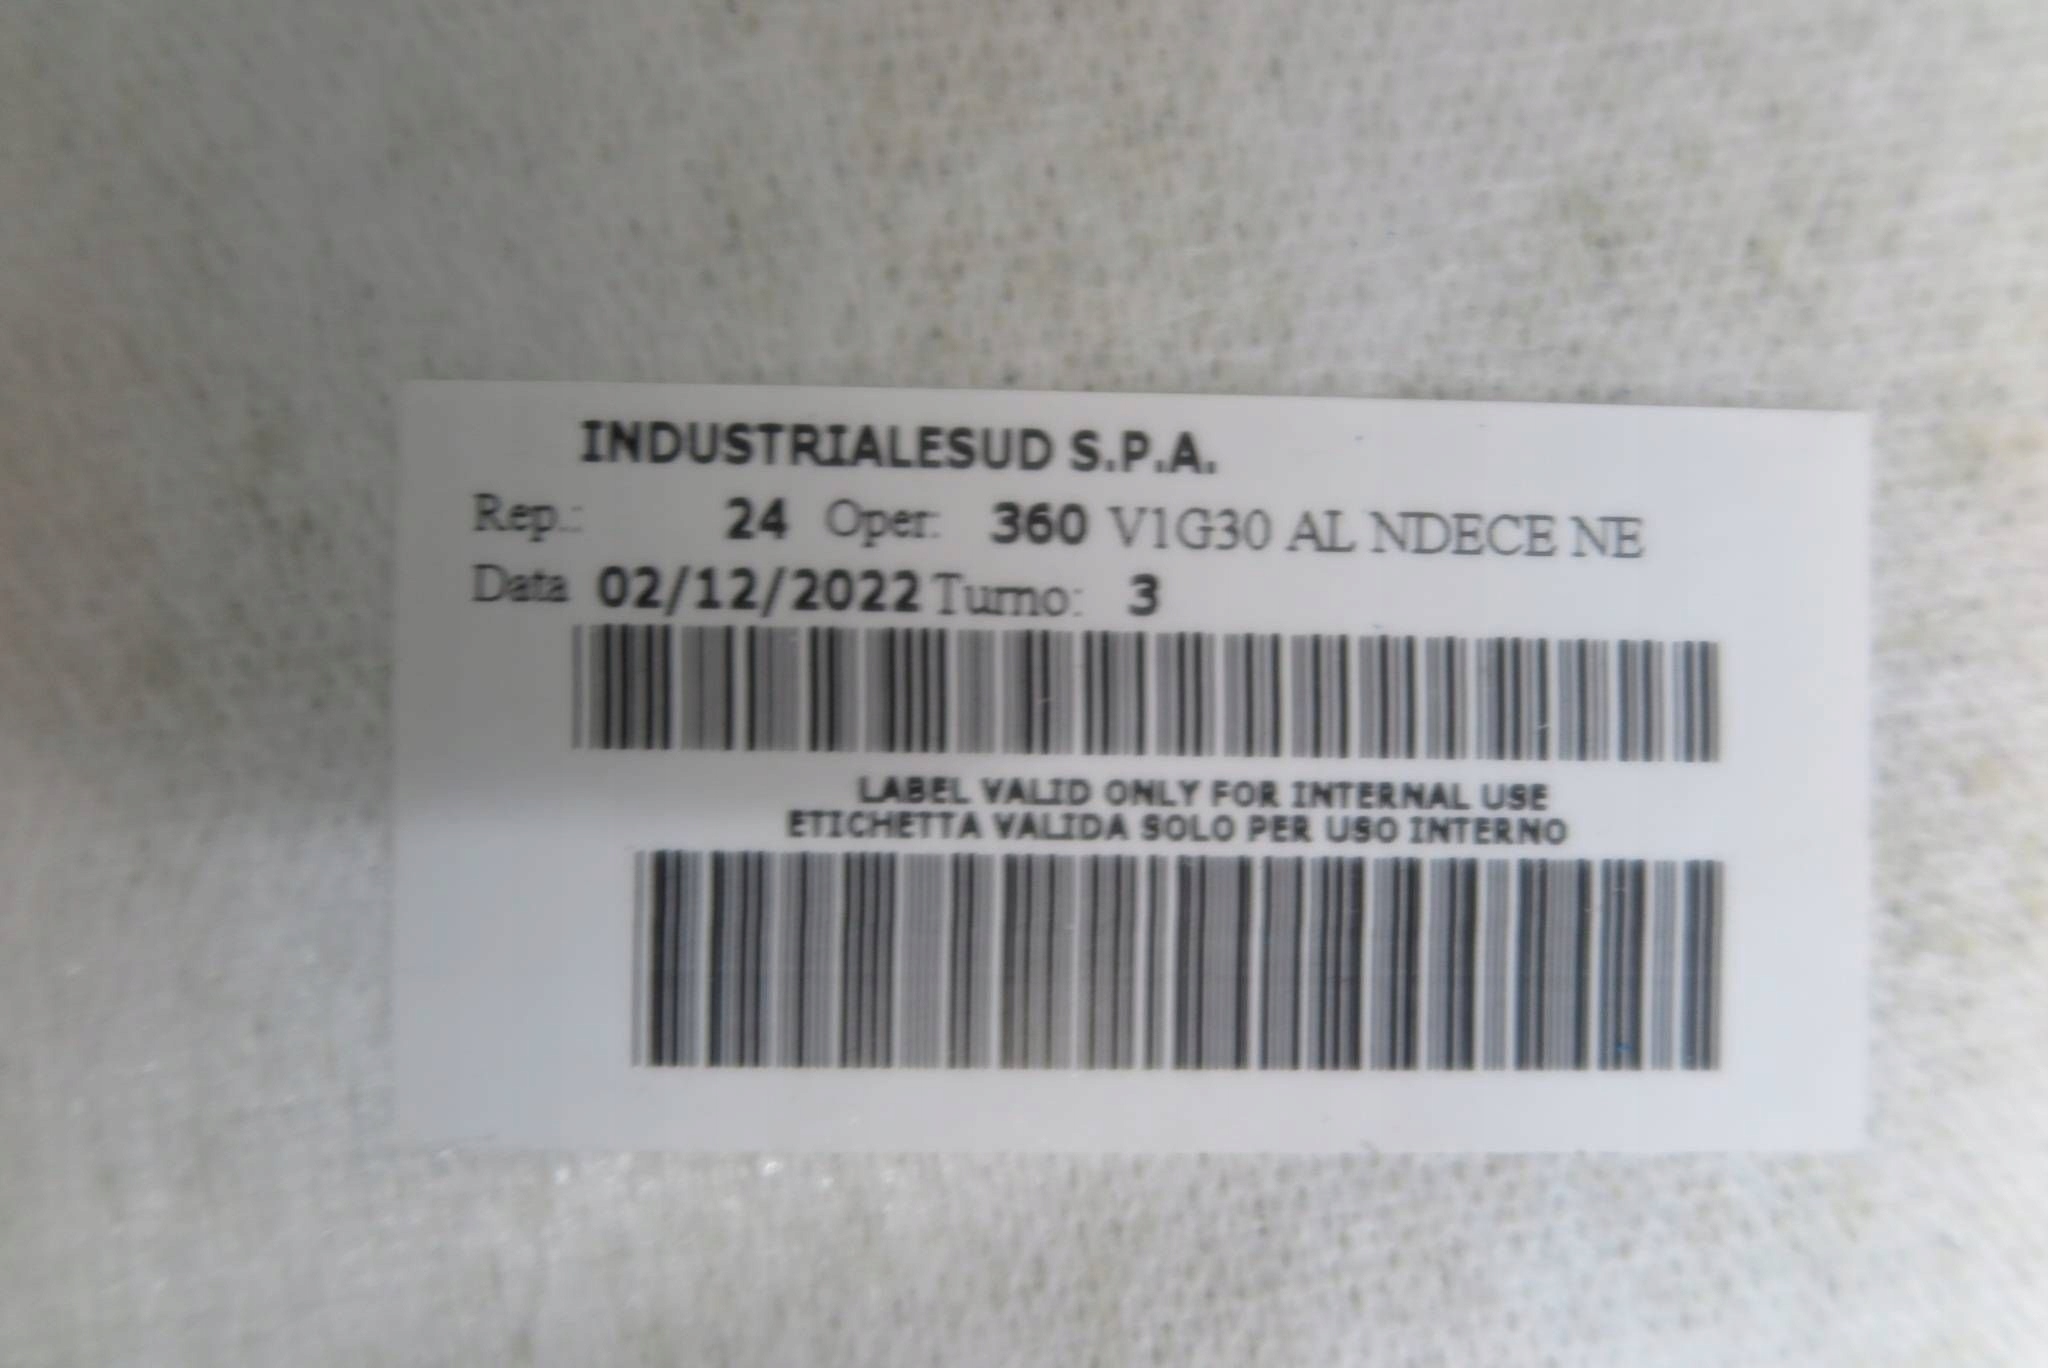 INDUSTRIALESUD S.P.A.
Rep.: 24 Oper: 360 V1G30 AL NDECE NE
Data 02/12/2022 Turno: 3
LABEL VALID ONLY FOR INTERNAL USE
ETICHETTA VALIDA SOLO PER USO INTERNO